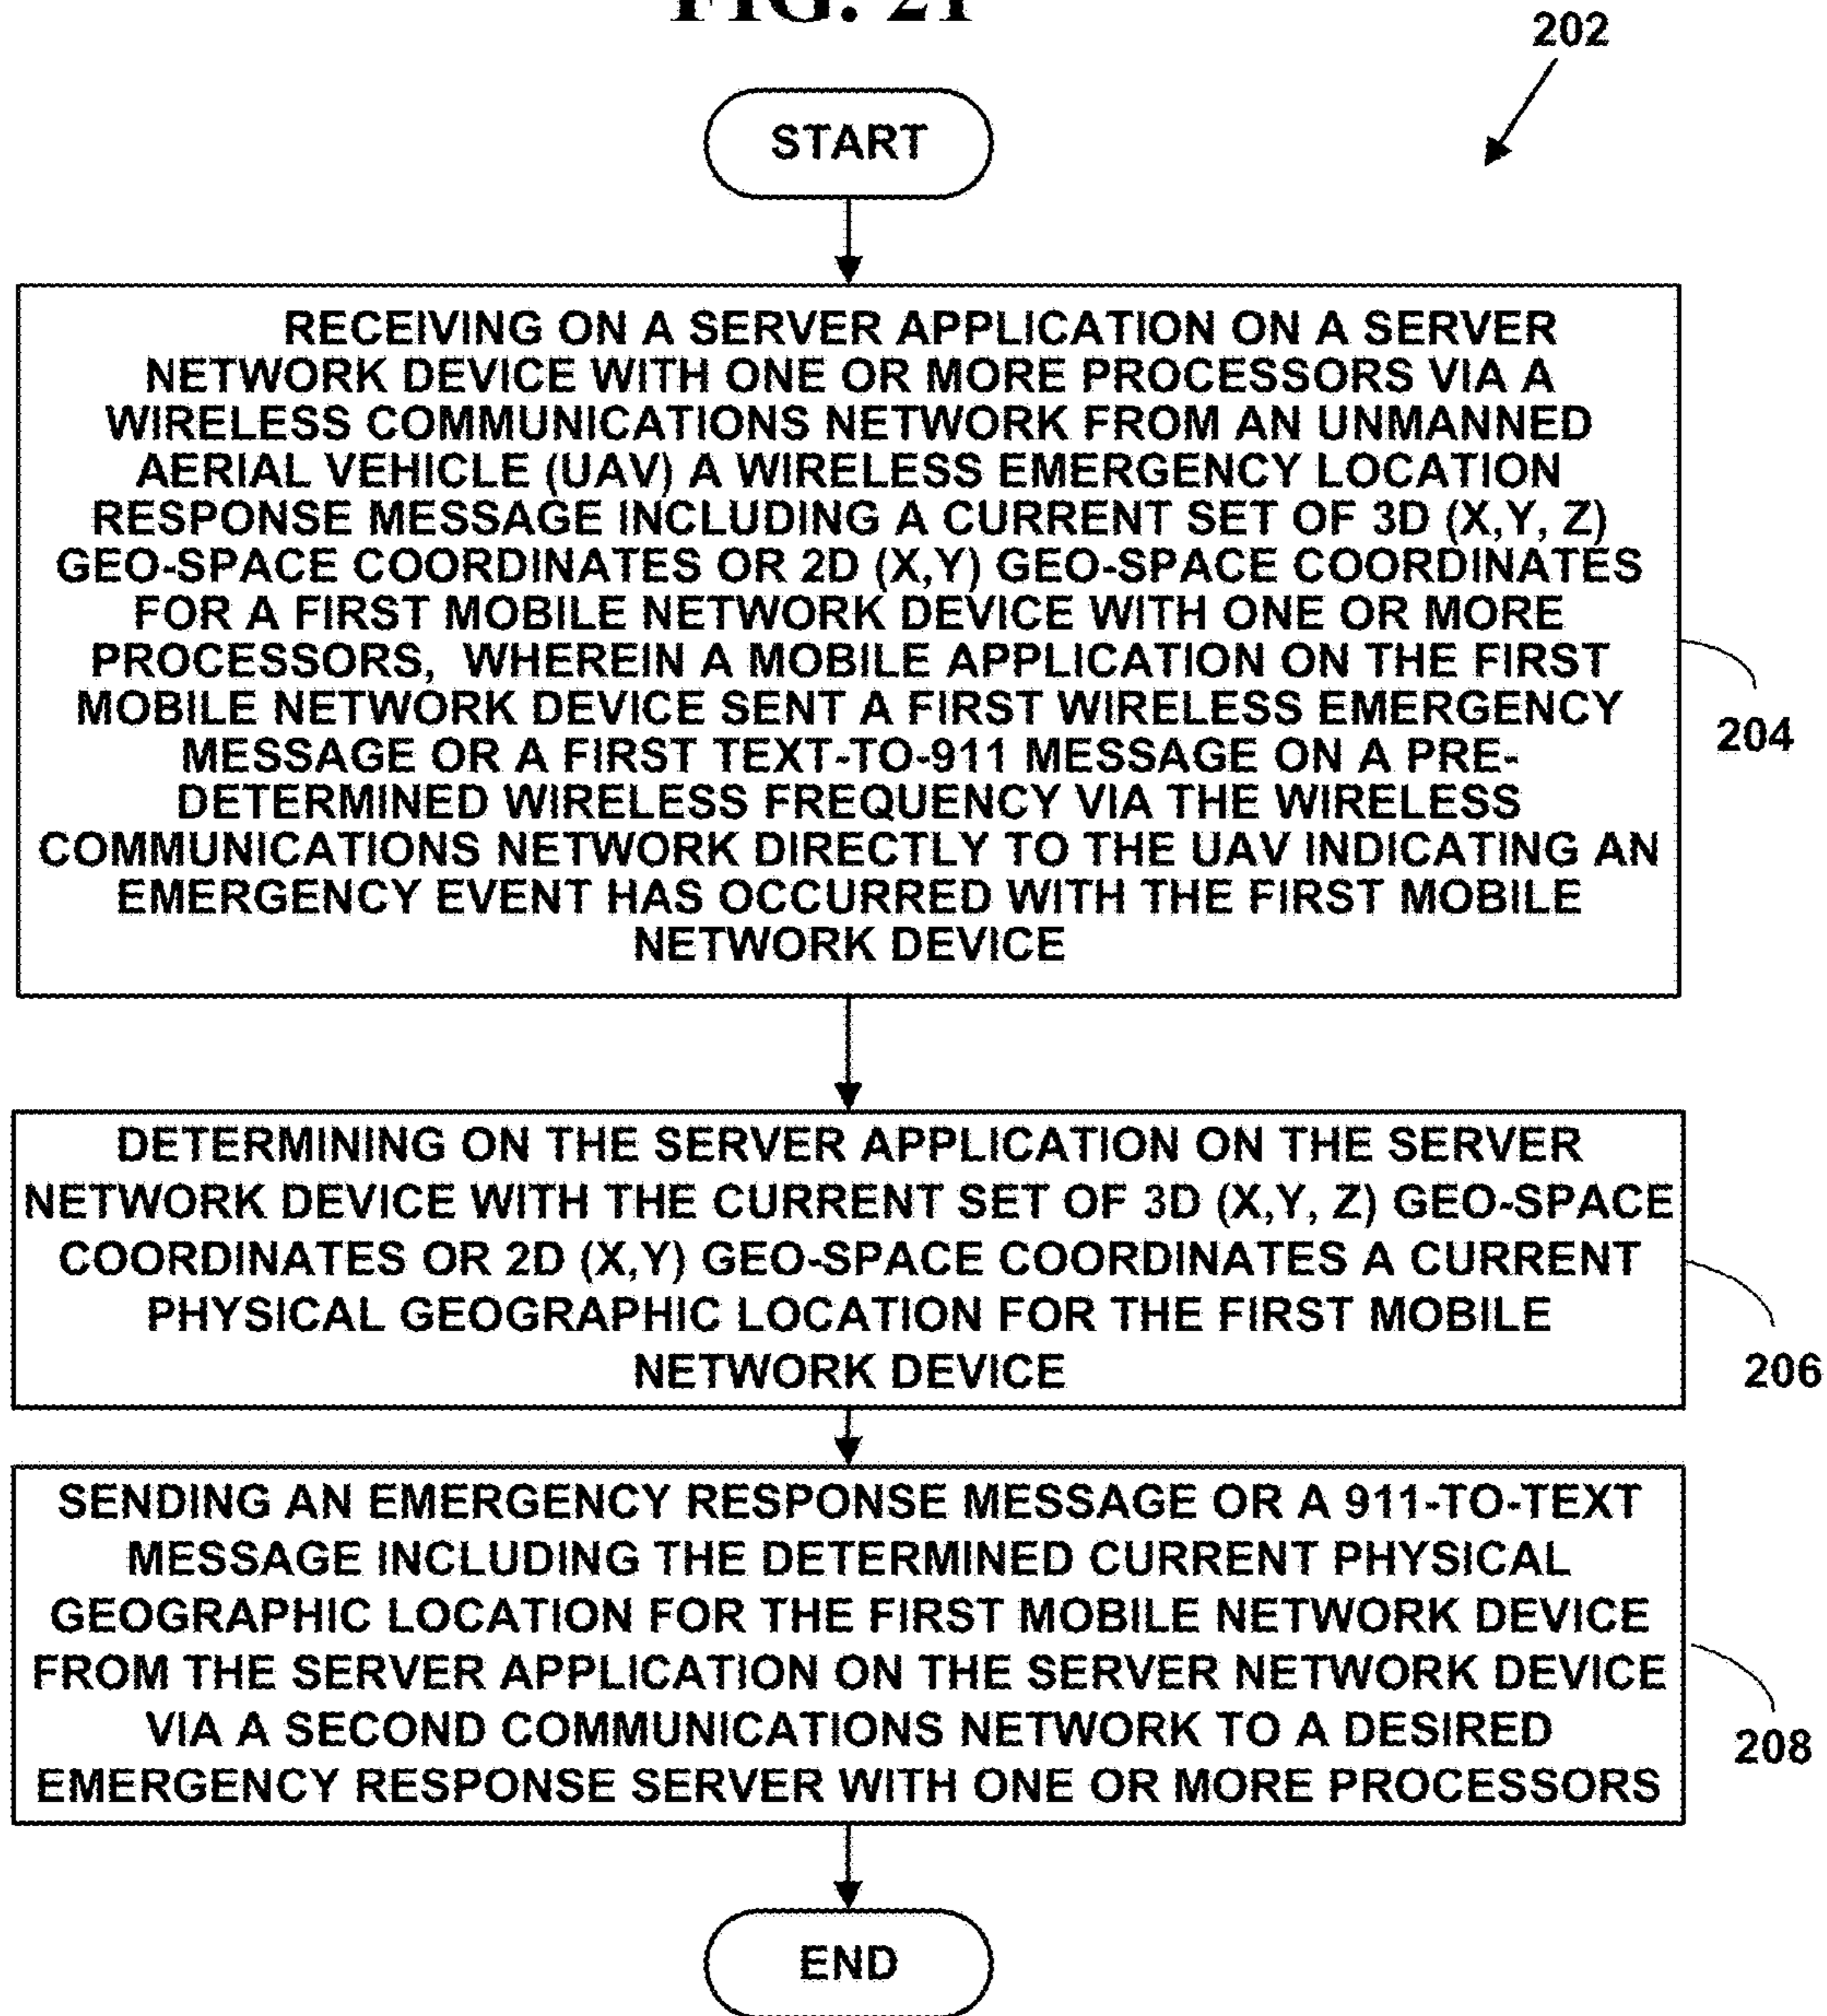 FIG. 21
202
START
RECEIVING ON A SERVER APPLICATION ON A SERVER
NETWORK DEVICE WITH ONE OR MORE PROCESSORS VIA A
WIRELESS COMMUNICATIONS NETWORK FROM AN UNMANNED
AERIAL VEHICLE (UAV) A WIRELESS EMERGENCY LOCATION
RESPONSE MESSAGE INCLUDING A CURRENT SET OF 3D (X,Y, Z)
GEO-SPACE COORDINATES OR 2D (X,Y) GEO-SPACE COORDINATES
FOR A FIRST MOBILE NETWORK DEVICE WITH ONE OR MORE
PROCESSORS, WHEREIN A MOBILE APPLICATION ON THE FIRST
MOBILE NETWORK DEVICE SENT A FIRST WIRELESS EMERGENCY
MESSAGE OR A FIRST TEXT-TO-911 MESSAGE ON A PRE-
DETERMINED WIRELESS FREQUENCY VIA THE WIRELESS
COMMUNICATIONS NETWORK DIRECTLY TO THE UAV INDICATING AN
EMERGENCY EVENT HAS OCCURRED WITH THE FIRST MOBILE
NETWORK DEVICE
204
DETERMINING ON THE SERVER APPLICATION ON THE SERVER
NETWORK DEVICE WITH THE CURRENT SET OF 3D (X,Y, Z) GEO-SPACE
COORDINATES OR 2D (X,Y) GEO-SPACE COORDINATES A CURRENT
PHYSICAL GEOGRAPHIC LOCATION FOR THE FIRST MOBILE
NETWORK DEVICE
206
SENDING AN EMERGENCY RESPONSE MESSAGE OR A 911-TO-TEXT
MESSAGE INCLUDING THE DETERMINED CURRENT PHYSICAL
GEOGRAPHIC LOCATION FOR THE FIRST MOBILE NETWORK DEVICE
FROM THE SERVER APPLICATION ON THE SERVER NETWORK DEVICE
VIA A SECOND COMMUNICATIONS NETWORK TO A DESIRED
EMERGENCY RESPONSE SERVER WITH ONE OR MORE PROCESSORS
208
END